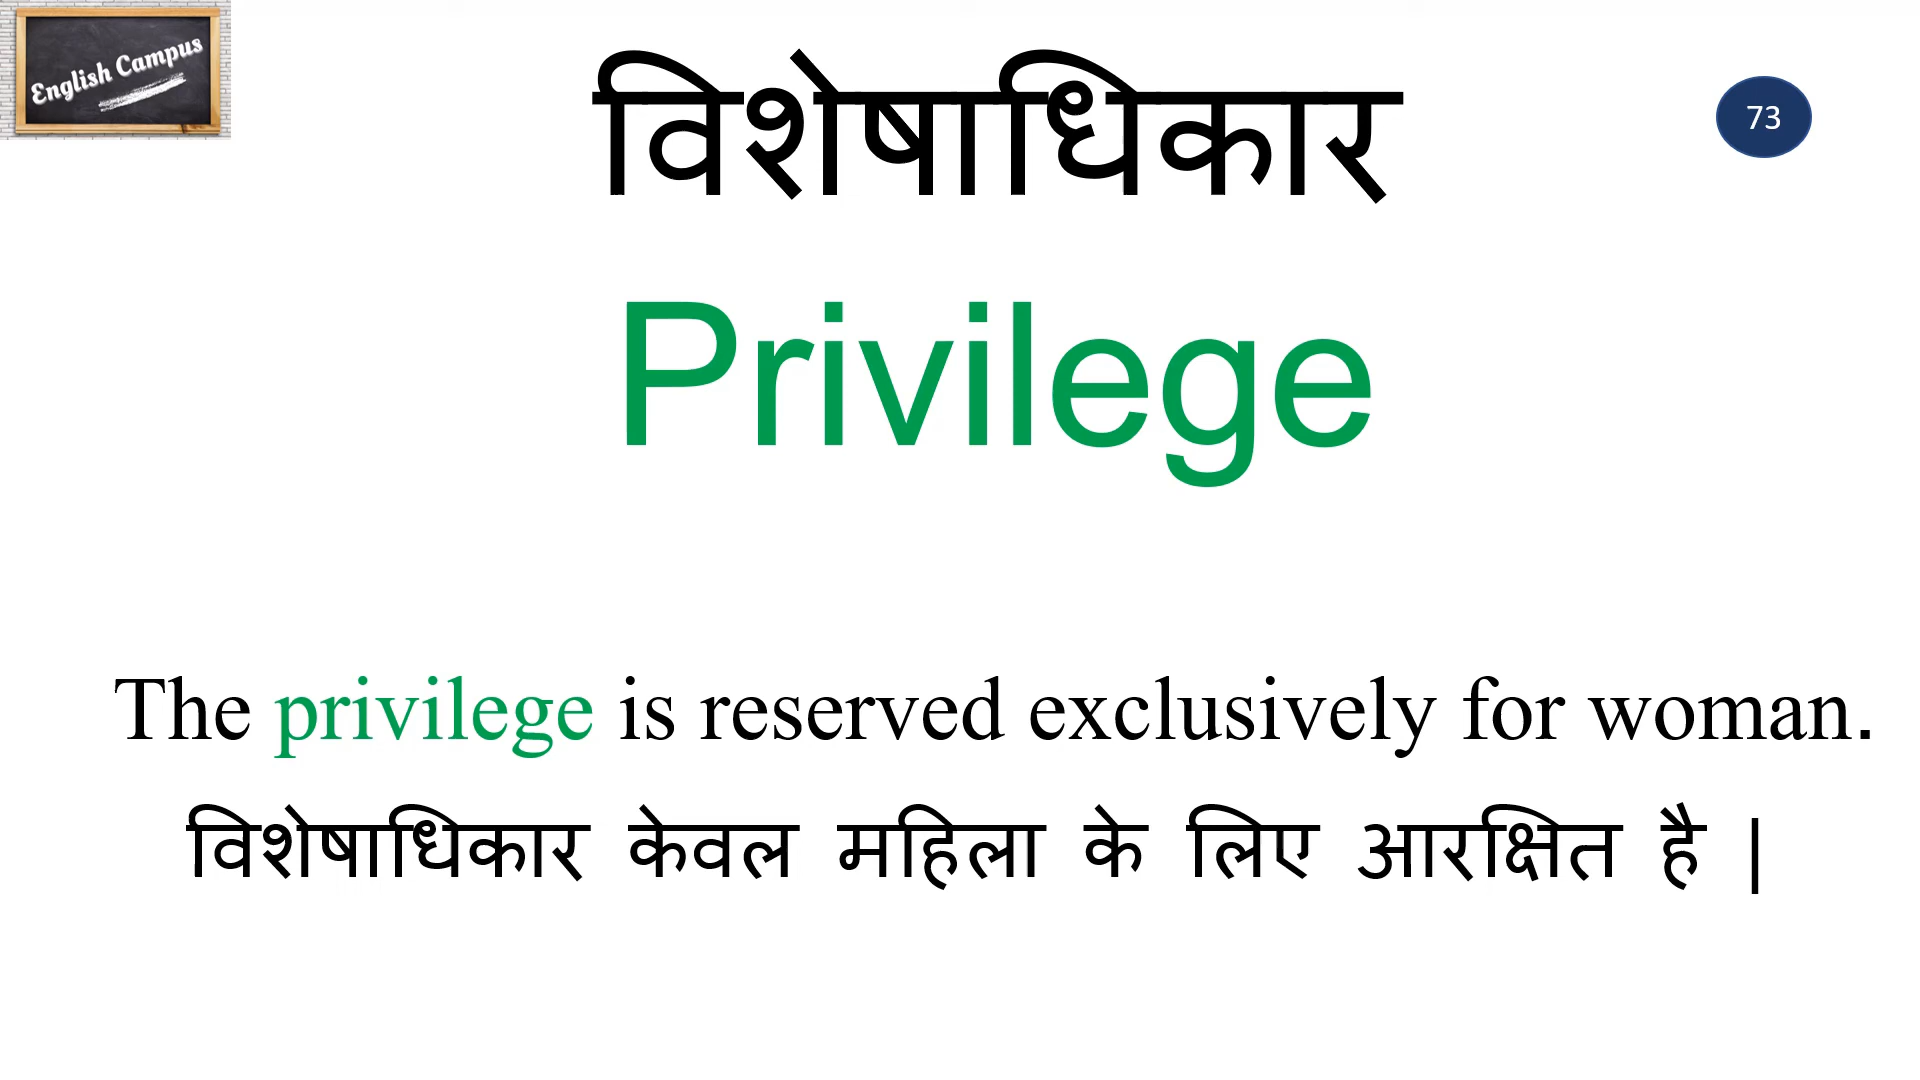 English Campus
विशेषाधिकार
73
Privilege
The privilege is reserved exclusively for woman.
विशेषाधिकार केवल महिला के लिए आरक्षित है |